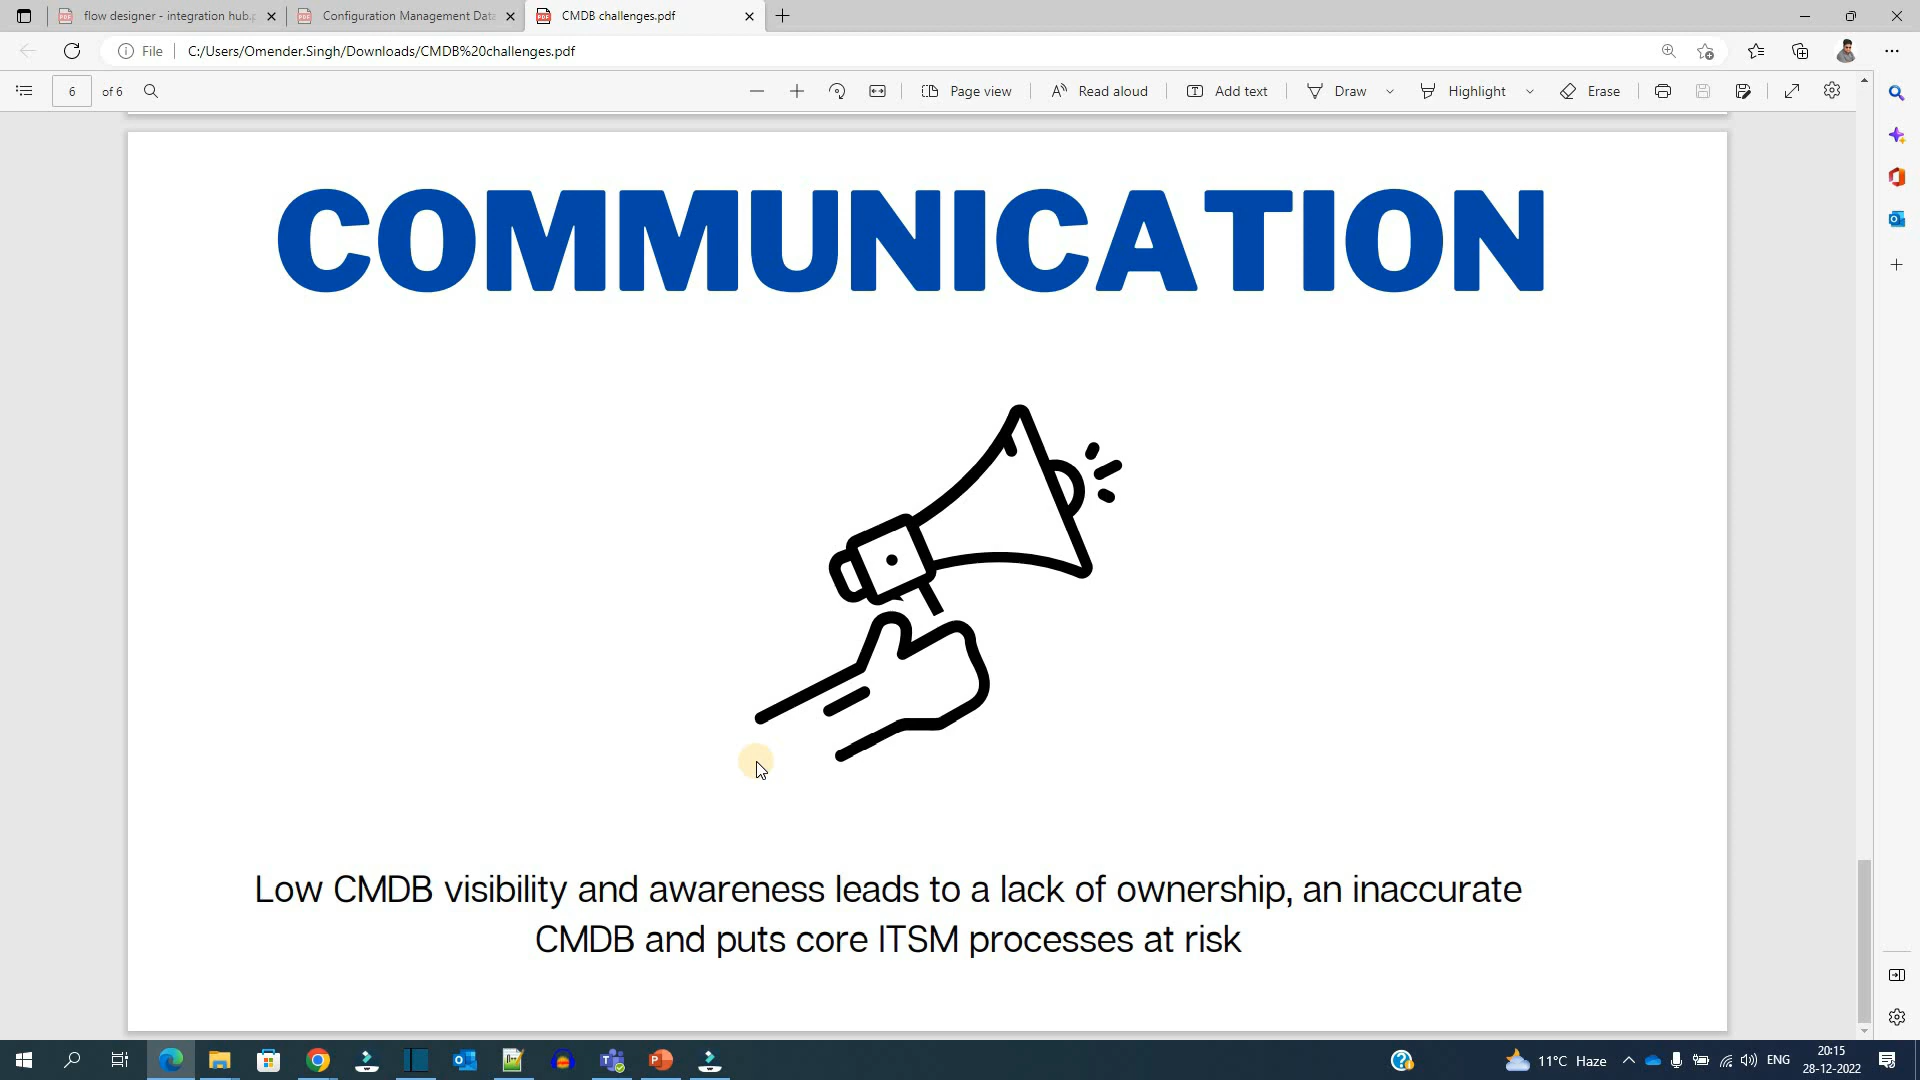 flow designer - integration hub.p
Configuration Management Data
CMDB challenges.pdf
File
C:/Users/Omender.Singh/Downloads/CMDB%20challenges.pdf
6 of 6
Page view
Read aloud
Add text
Draw
Highlight
Erase
COMMUNICATION
Low CMDB visibility and awareness leads to a lack of ownership, an inaccurate
CMDB and puts core ITSM processes at risk
11°C Haze
ENG
20:15
28-12-2022